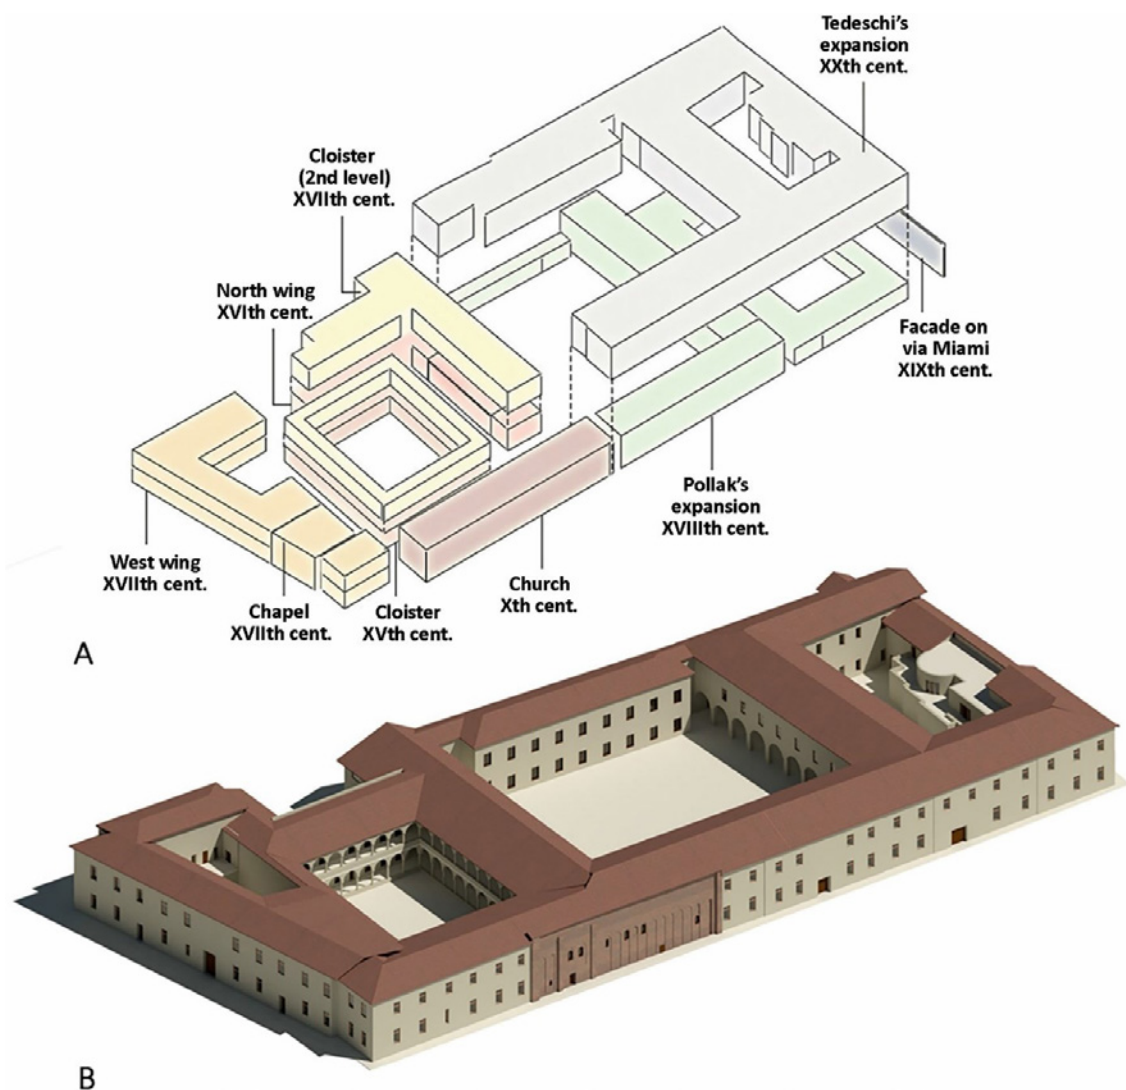 Tedeschi's
expansion
XXth cent.
Cloister
(2nd level)
XVIIth cent.
North wing
XVIth cent.
Facade on
via Miami
XIXth cent.
Pollak's
expansion
XVIIIth cent.
West wing
XVIIth cent.
Chapel
XVIIth cent.
Cloister
XVth cent.
Church
Xth cent.
A
B